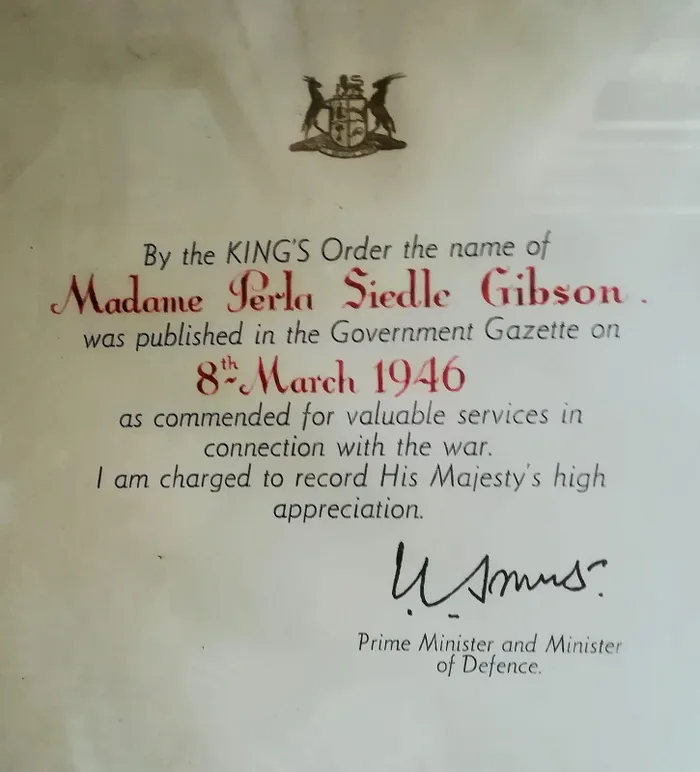 By the KING'S Order the name of
Madame Perla Siedle Gibson.
was published in the Government Gazette on
8th March 1946
as commended for valuable services in
connection with the war.
I am charged to record His Majesty's high
appreciation.
Prime Minister and Minister
of Defence.